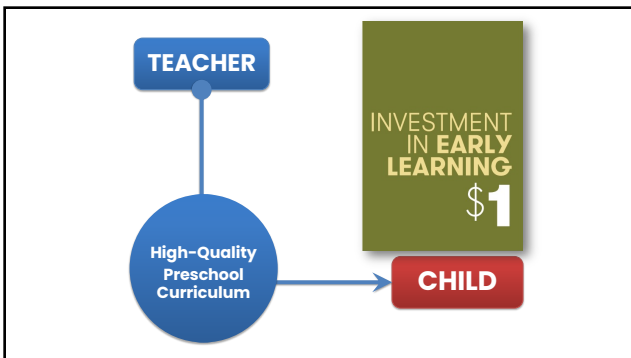 TEACHER
INVESTMENT
IN EARLY
LEARNING
$1
High-Quality
Preschool
Curriculum
CHILD